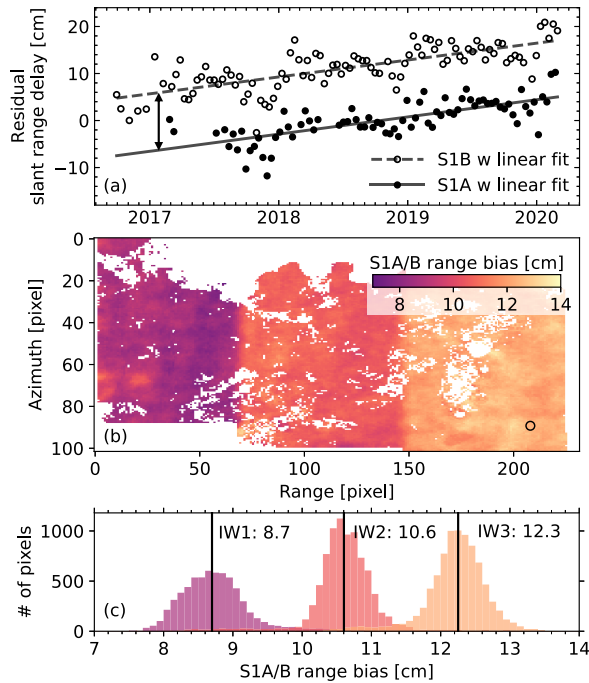 Residual
slant range delay [cm]
20
10
0
−10
(a)
S1B w linear fit
S1A w linear fit
2017
2018
2019
2020
S1A/B range bias [cm]
8
10
12
14
Azimuth [pixel]
0
20
40
60
80
100
(b)
0
50
100
150
200
Range [pixel]
# of pixels
1000
500
0
(c)
IW1: 8.7
IW2: 10.6
IW3: 12.3
7
8
9
10
11
12
13
14
S1A/B range bias [cm]